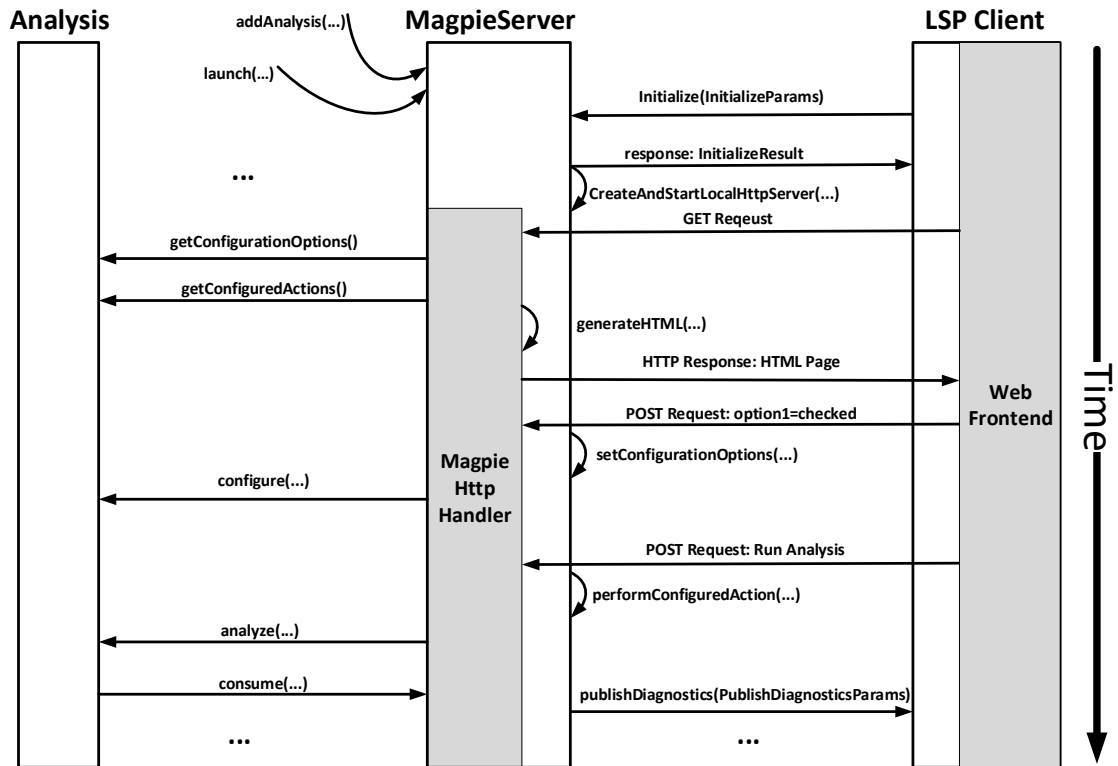 Analysis
MagpieServer
LSP Client
addAnalysis(...)
launch(...)
Initialize(InitializeParams)
response: InitializeResult
...
CreateAndStartLocalHttpServer(...)
GET Reqeust
getConfigurationOptions()
getConfiguredActions()
generateHTML(...)
HTTP Response: HTML Page
Web
Frontend
Time
POST Request: option1=checked
setConfigurationOptions(...)
Magpie
Http
Handler
configure(...)
POST Request: Run Analysis
performConfiguredAction(...)
analyze(...)
consume(...)
publishDiagnostics(PublishDiagnosticsParams)
...
...